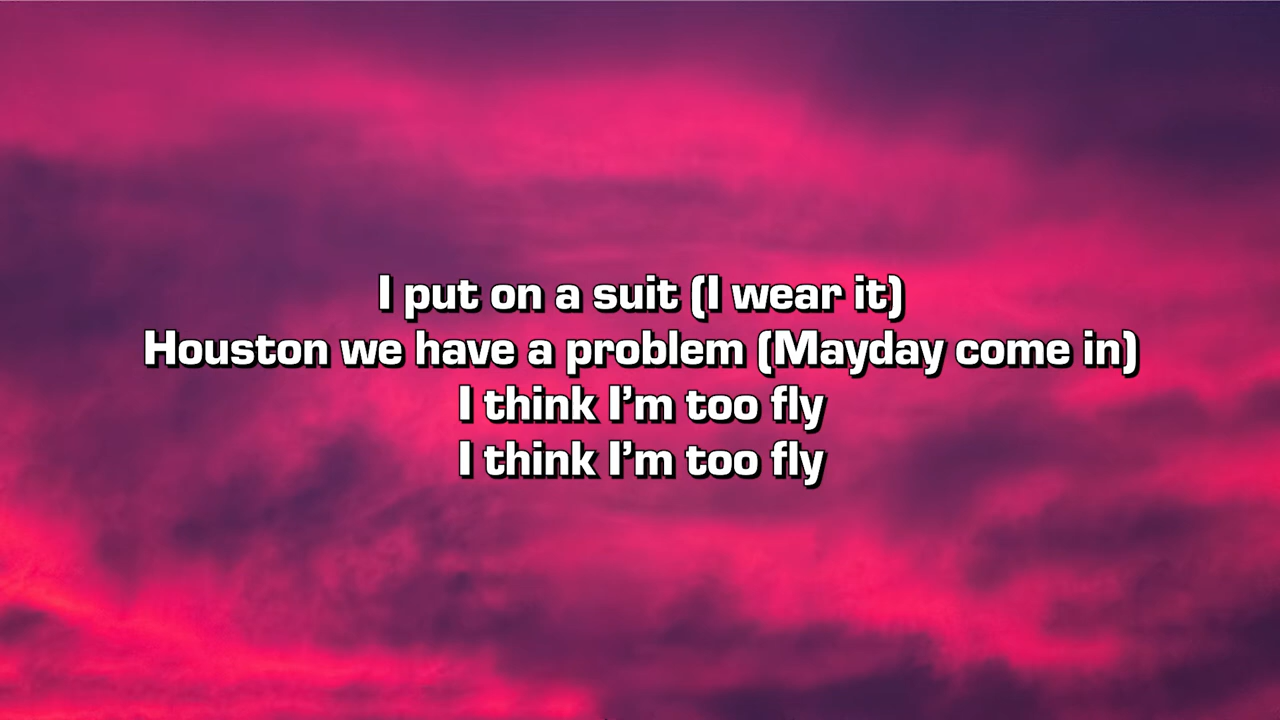 I put on a suit (I wear it)
Houston we have a problem (Mayday come in)
I think I’m too fly
I think I’m too fly